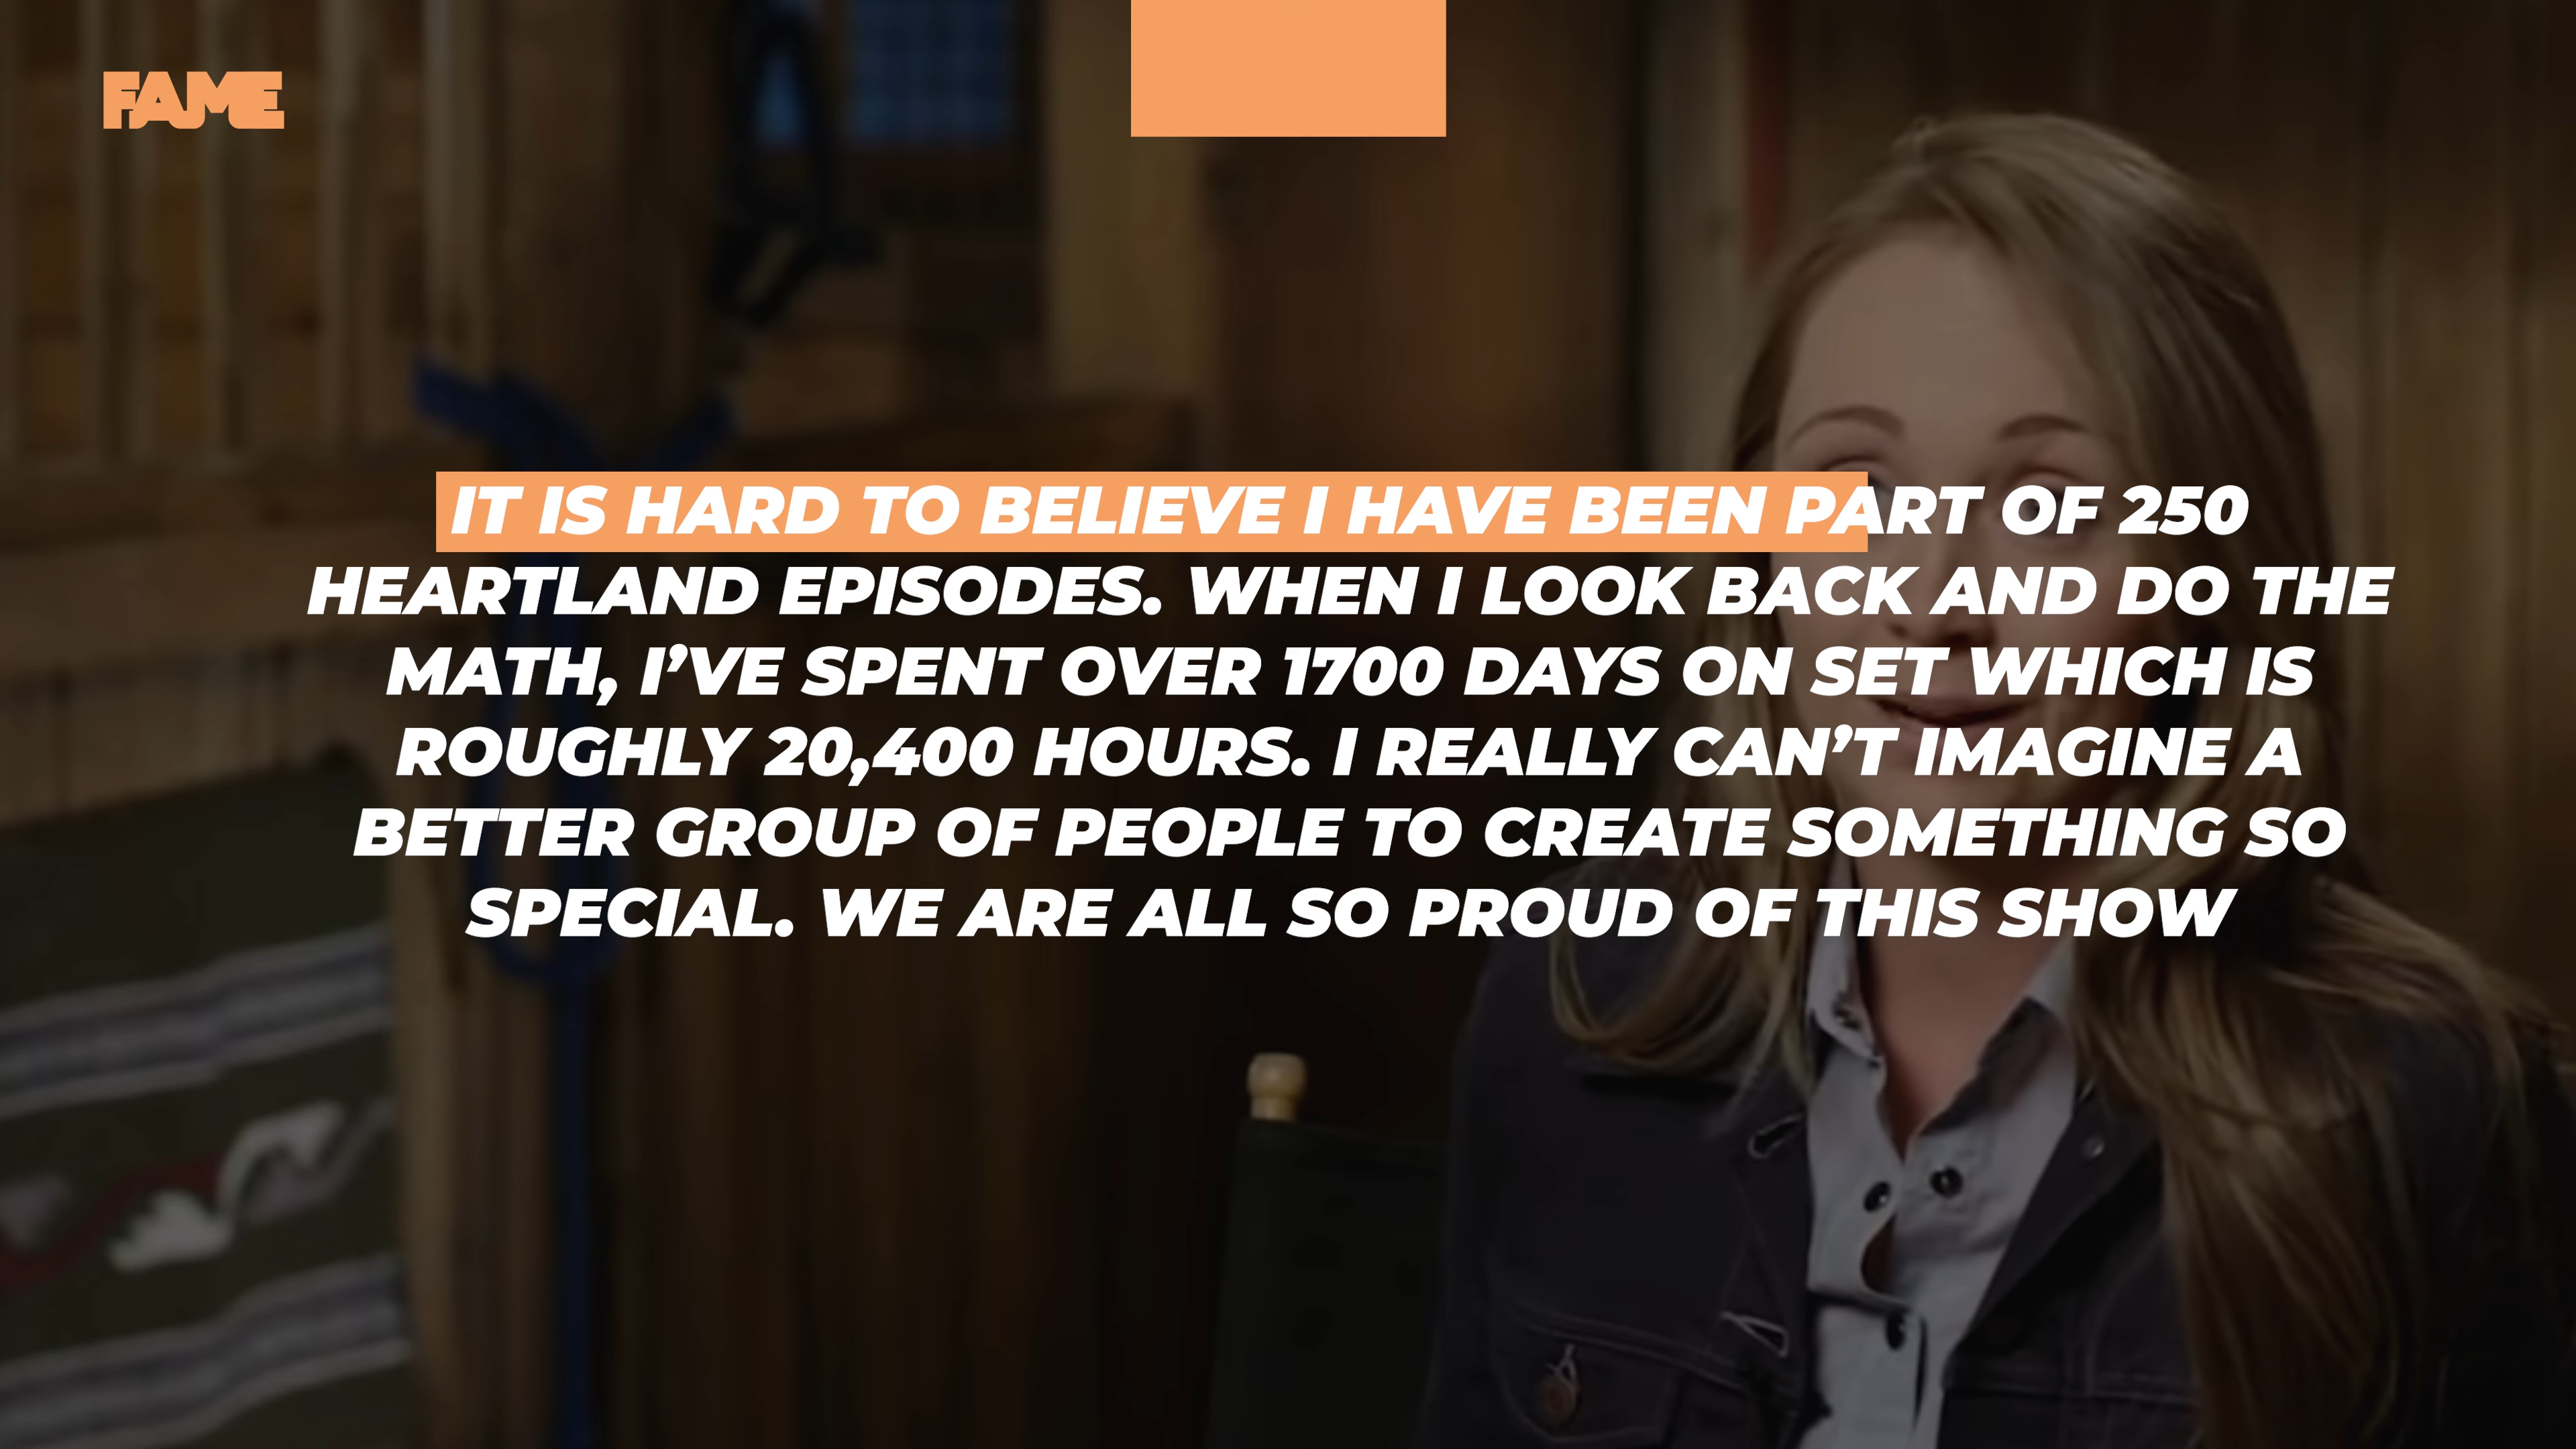 FAME
IT IS HARD TO BELIEVE I HAVE BEEN PART OF 250
HEARTLAND EPISODES. WHEN I LOOK BACK AND DO THE
MATH, I’VE SPENT OVER 1700 DAYS ON SET WHICH IS
ROUGHLY 20,400 HOURS. I REALLY CAN’T IMAGINE A
BETTER GROUP OF PEOPLE TO CREATE SOMETHING SO
SPECIAL. WE ARE ALL SO PROUD OF THIS SHOW